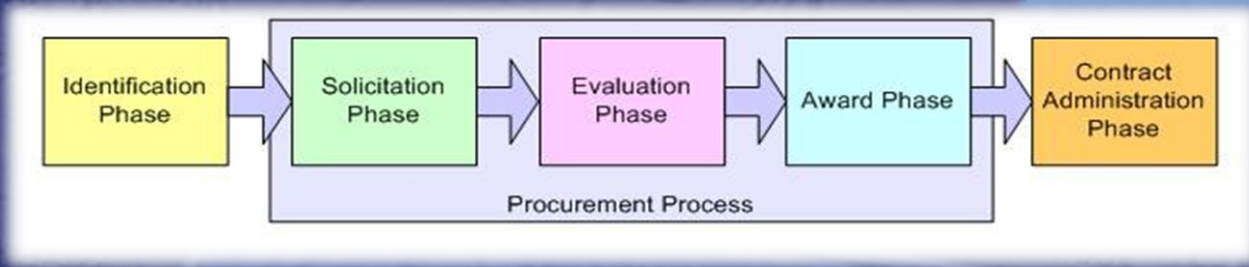 Identification
Phase
Solicitation
Phase
Evaluation
Phase
Award Phase
Contract
Administration
Phase
Procurement Process